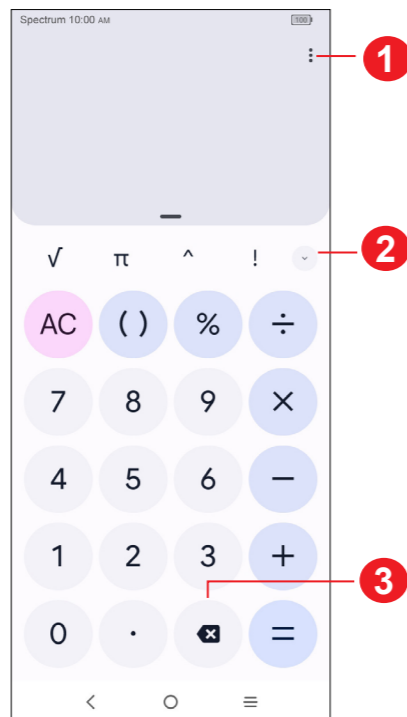 Spectrum 10:00 AM 100
1
√ π ^ ! 2
AC ( ) % ÷
7 8 9 ×
4 5 6 −
1 2 3 +
3
0 . =